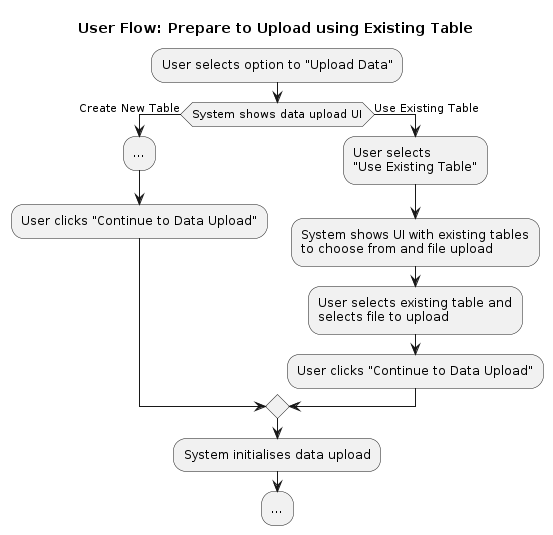 User Flow: Prepare to Upload using Existing Table
User selects option to "Upload Data"
Create New Table
System shows data upload UI
Use Existing Table
...
User selects
"Use Existing Table"
User clicks "Continue to Data Upload"
System shows UI with existing tables
to choose from and file upload
User selects existing table and
selects file to upload
User clicks "Continue to Data Upload"
System initialises data upload
...